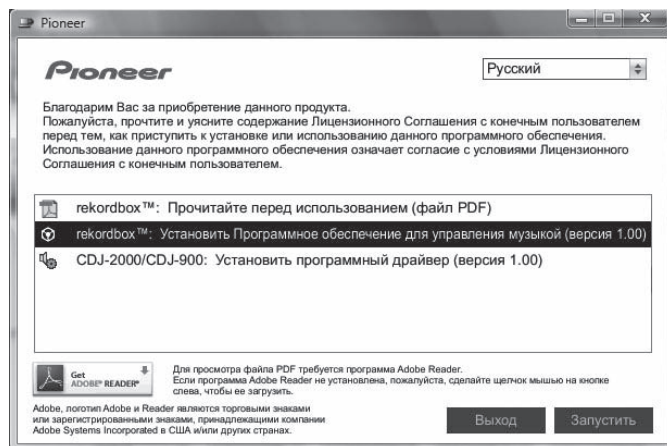 Pioneer
Pioneer
Русский
Благодарим Вас за приобретение данного продукта.
Пожалуйста, прочтите и уясните содержание Лицензионного Соглашения с конечным пользователем
перед тем, как приступить к установке или использованию данного программного обеспечения.
Использование данного программного обеспечения означает согласие с условиями Лицензионного
Соглашения с конечным пользователем.
rekordbox™: Прочитайте перед использованием (файл PDF)
rekordbox™: Установить Программное обеспечение для управления музыкой (версия 1.00)
CDJ-2000/CDJ-900: Установить программный драйвер (версия 1.00)
Get
ADOBE® READER®
Для просмотра файла PDF требуется программа Adobe Reader.
Если программа Adobe Reader не установлена, пожалуйста, сделайте щелчок мышью на кнопке
слева, чтобы ее загрузить.
Adobe, логотип Adobe и Reader являются торговыми знаками
или зарегистрированными знаками, принадлежащими компании
Adobe Systems Incorporated в США и/или других странах.
Выход
Запустить